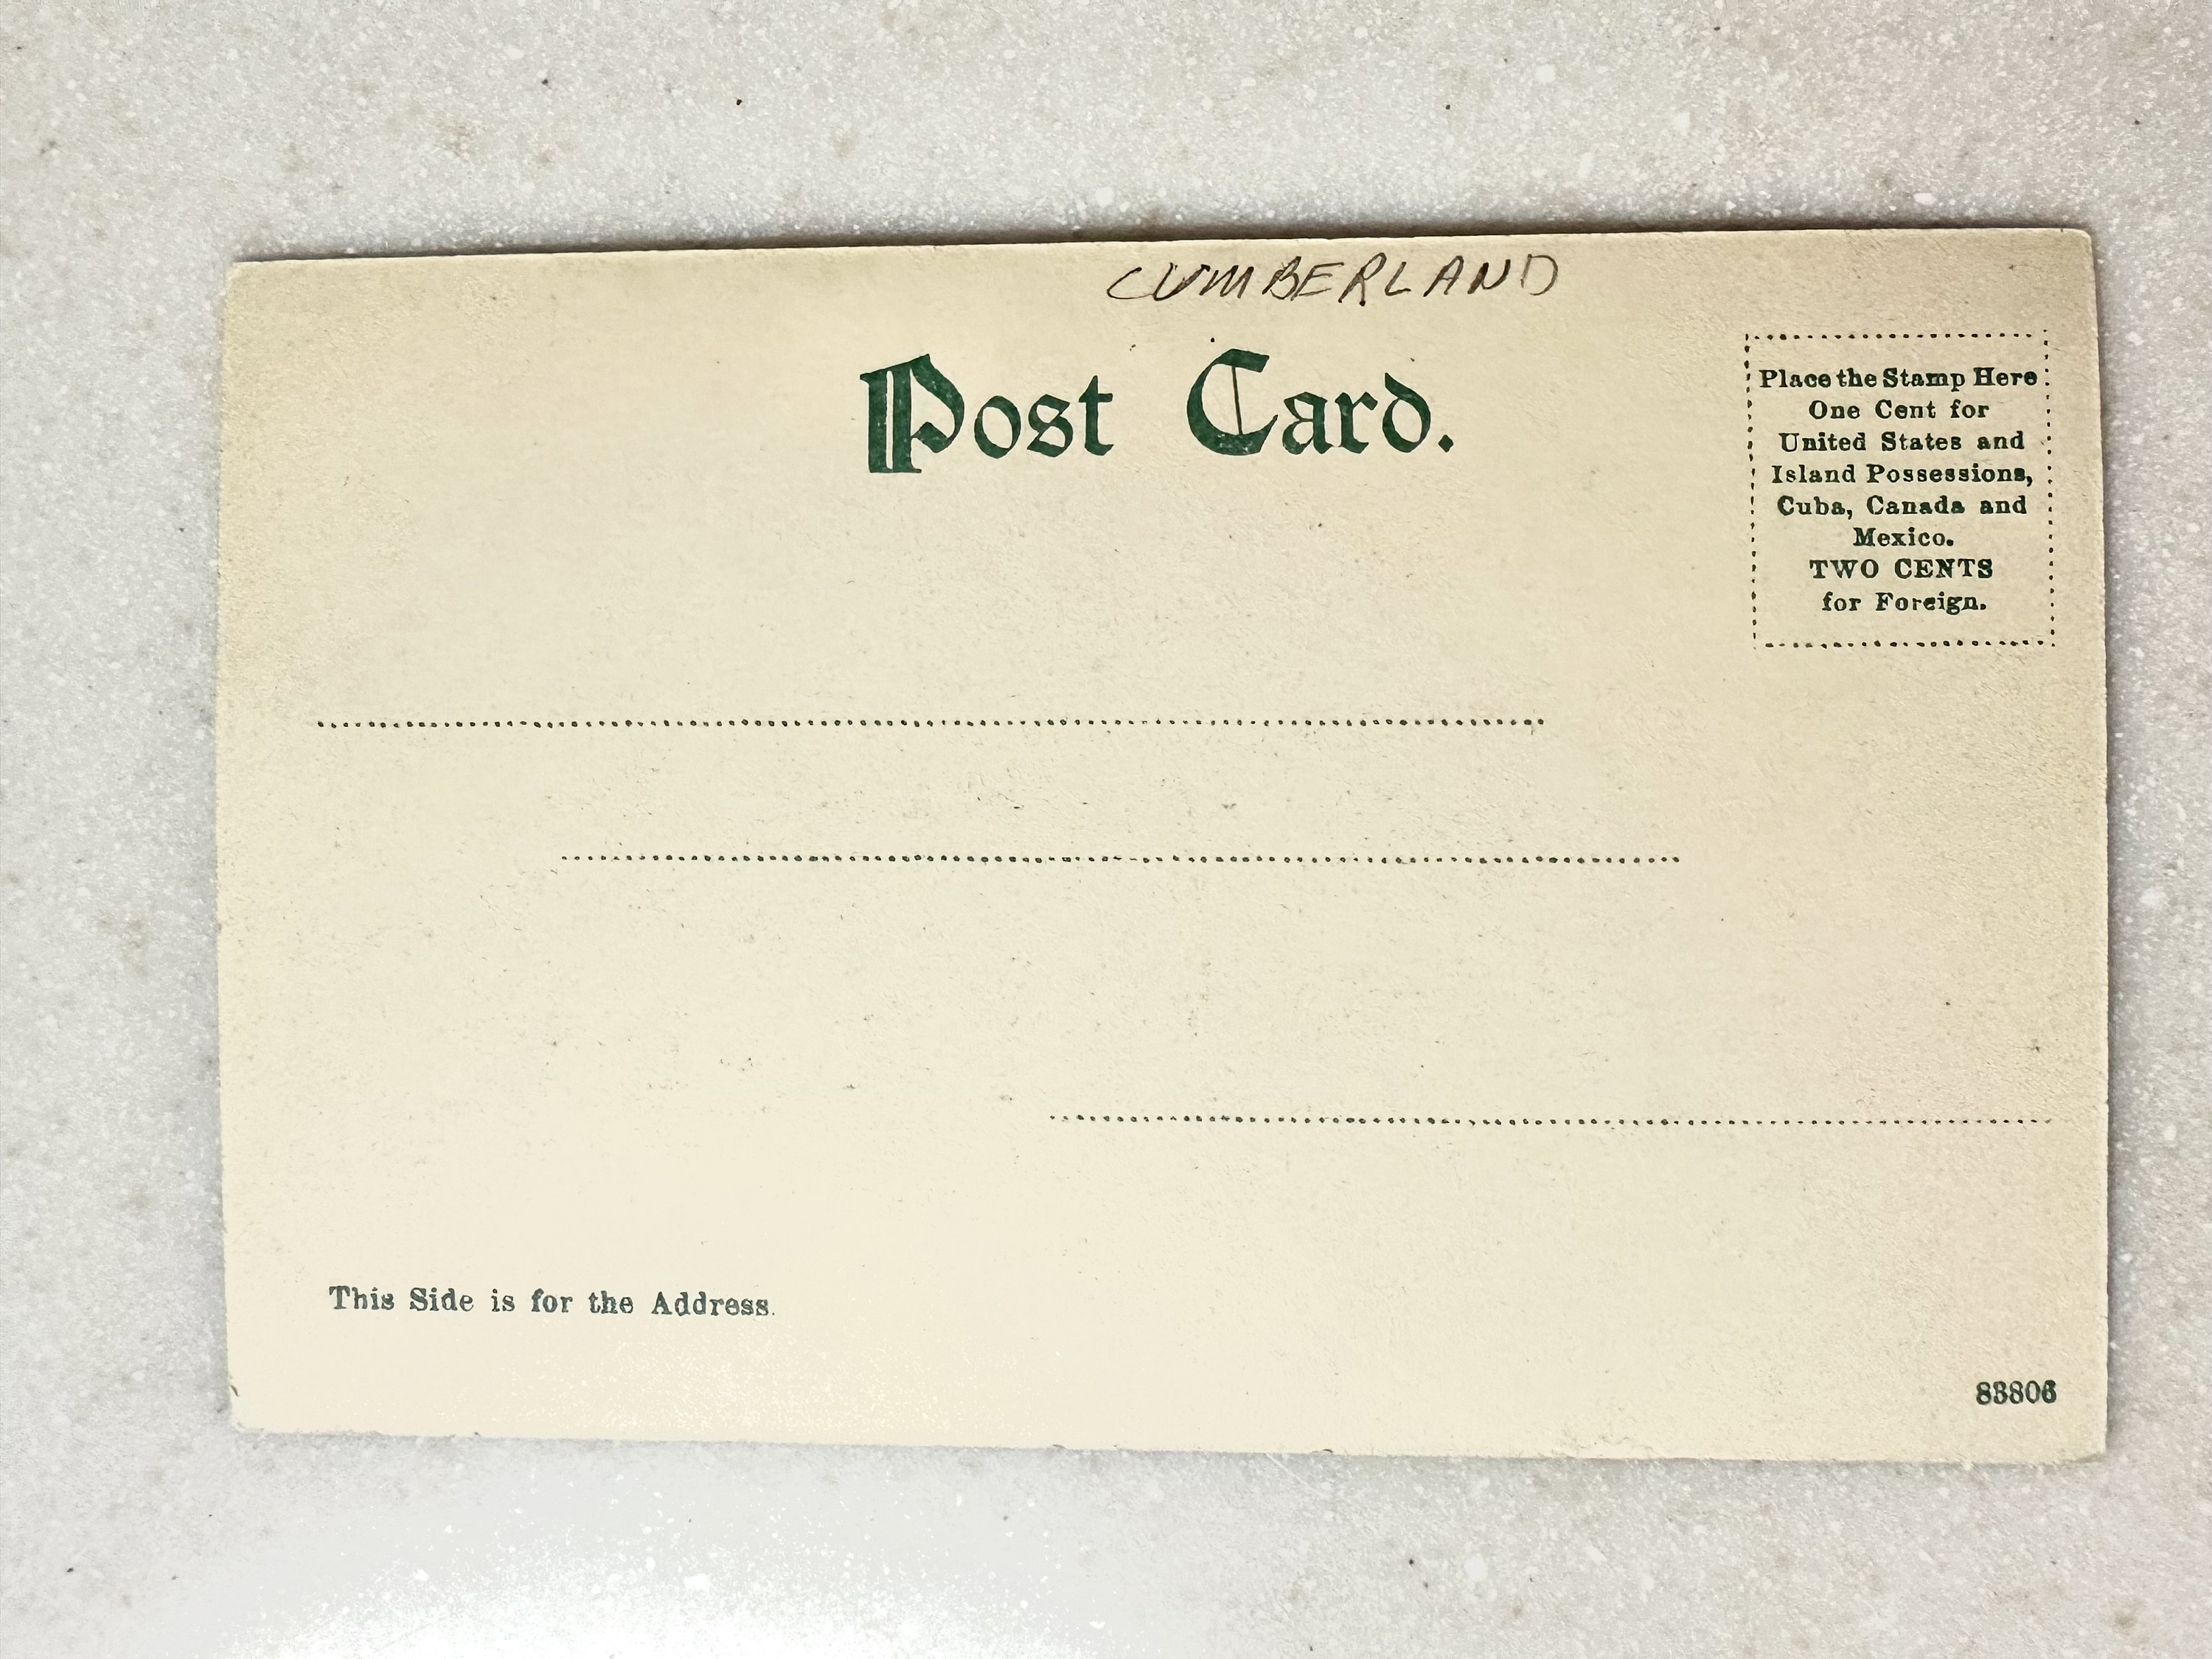 CUMBERLAND
Post Card.
Place the Stamp Here
One Cent for
United States and
Island Possessions,
Cuba, Canada and
Mexico.
TWO CENTS
for Foreign.
This Side is for the Address.
83806